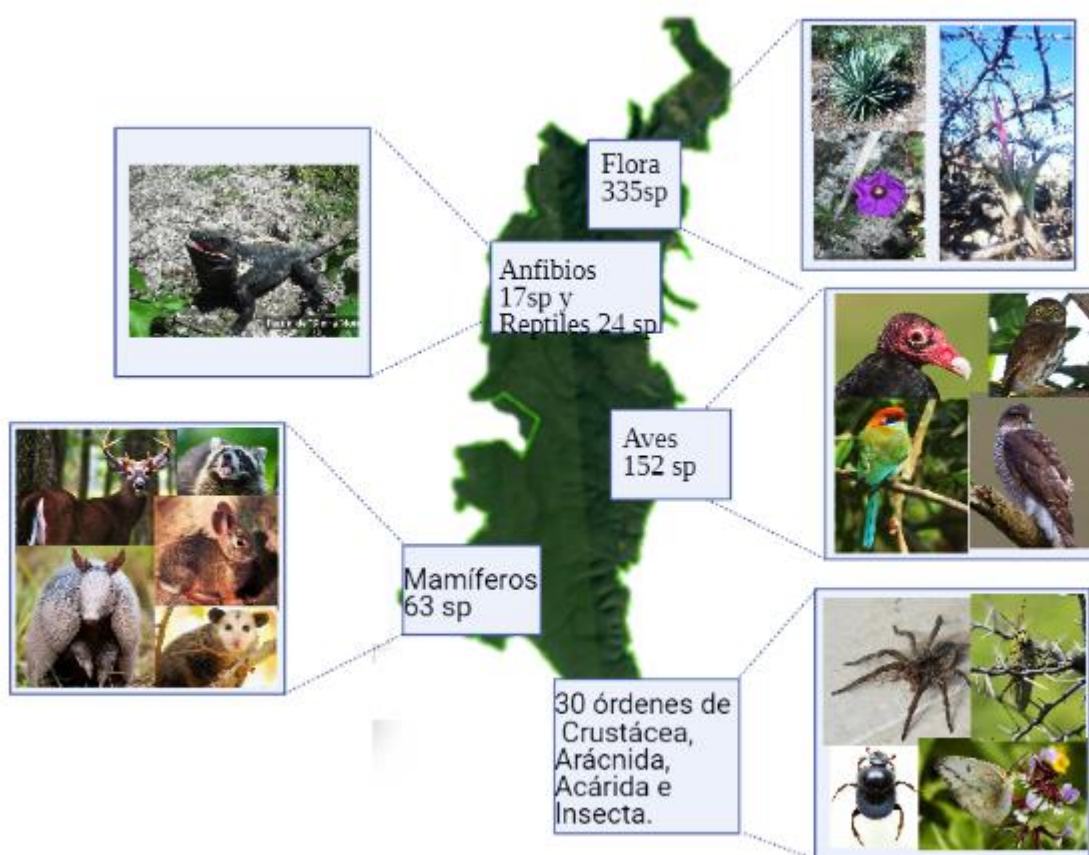 Flora
335sp
Anfibios
17sp y
Reptiles 24 sp
Aves
152 sp
Mamíferos
63 sp
30 órdenes de
Crustácea,
Arácnida,
Acárida e
Insecta.